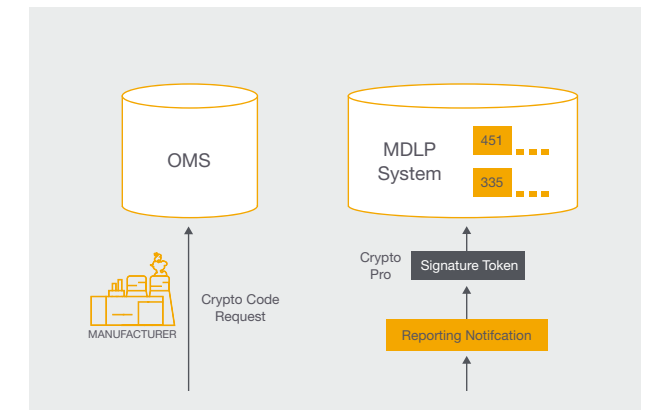 OMS
MDLP
System
451
335
Crypto
Pro
Signature Token
Crypto Code
Request
MANUFACTURER
Reporting Notifcation